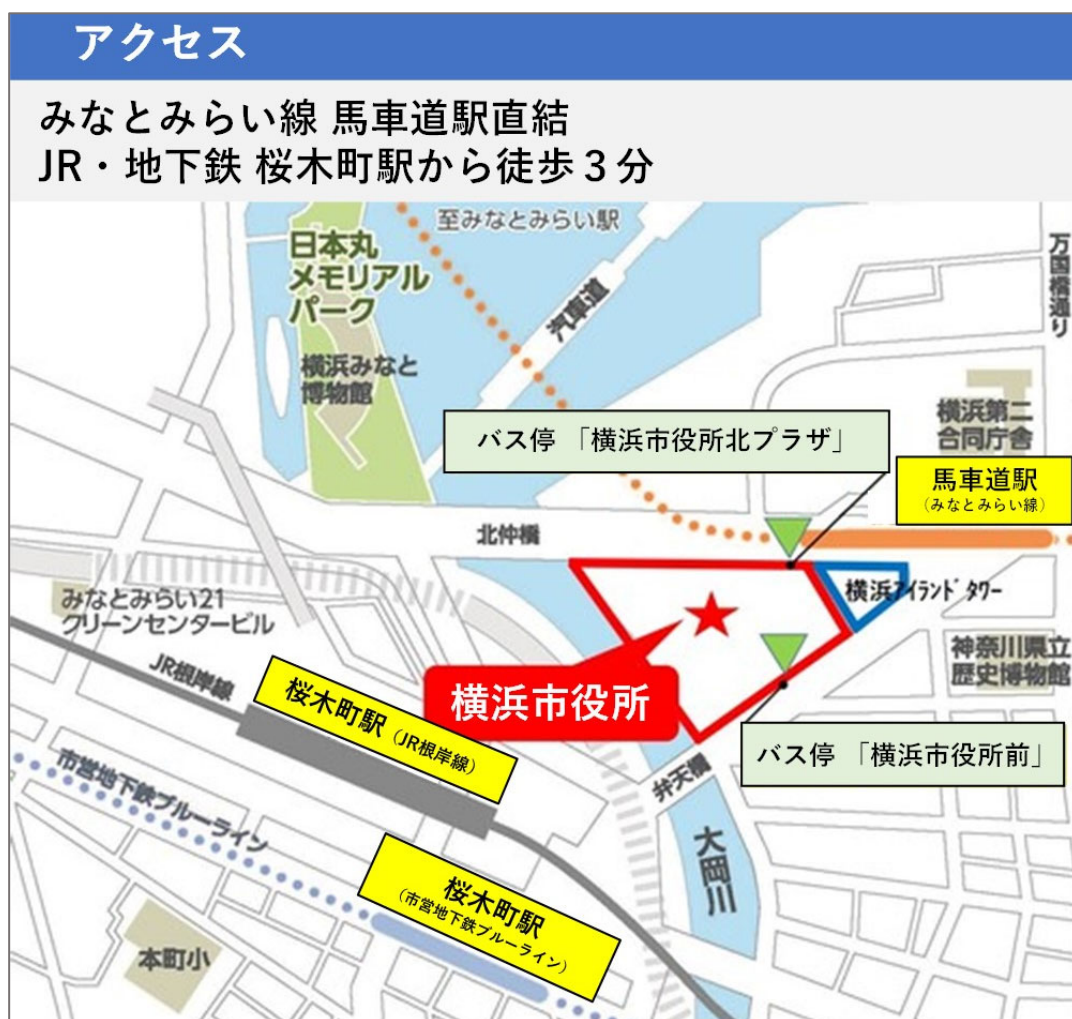 アクセス
みなとみらい線 馬車道駅直結
JR・地下鉄 桜木町駅から徒歩３分
至みなとみらい駅
日本丸
メモリアル
パーク
汽車道
万国橋通り
横浜みなと
博物館
横浜第二
合同庁舎
バス停 「横浜市役所北プラザ」
馬車道駅
（みなとみらい線）
北仲橋
横浜アイランドタワー
みなとみらい21
クリーンセンタービル
神奈川県立
歴史博物館
JR根岸線
桜木町駅（JR根岸線）
横浜市役所
バス停 「横浜市役所前」
市営地下鉄ブルーライン
弁天橋
大岡川
桜木町駅
（市営地下鉄ブルーライン）
本町小